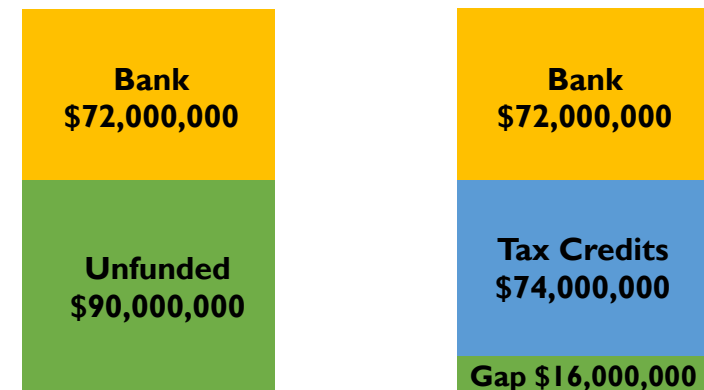 Bank
$72,000,000
Unfunded
$90,000,000
Bank
$72,000,000
Tax Credits
$74,000,000
Gap $16,000,000